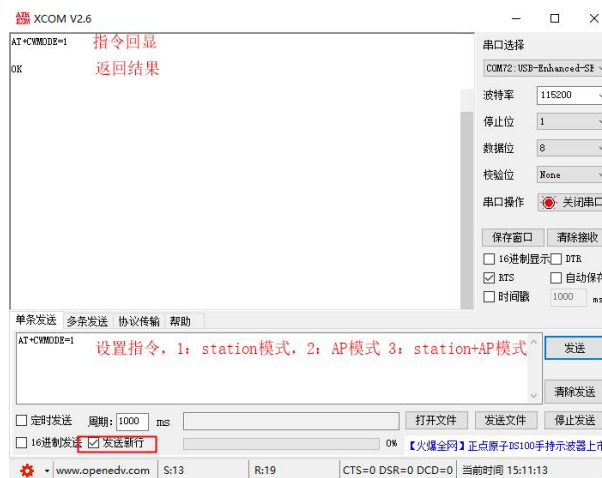 XCOM V2.6
AT+CWMODE=1 指令回显
OK 返回结果
串口选择
COM72:USB-Enhanced-SE
波特率 115200
停止位 1
数据位 8
校验位 None
串口操作 关闭串口
保存窗口 清除接收
16进制显示 DTR
RTS 自动保存
时间戳 1000 ms
单条发送 多条发送 协议传输 帮助
AT+CWMODE=1 设置指令，1：station模式，2：AP模式 3：station+AP模式
发送
清除发送
定时发送 周期: 1000 ms 打开文件 发送文件 停止发送
16进制发送 发送新行 0% 【火爆全网】正点原子DS100手持示波器上市
www.openedv.com S:13 R:19 CTS=0 DSR=0 DCD=0 当前时间 15:11:13